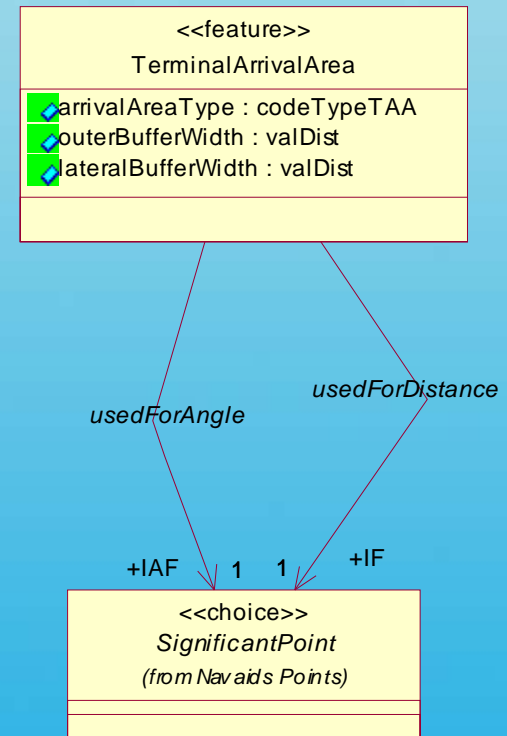 <<feature>>
TerminalArrivalArea
arrivalAreaType : codeTypeTAA
outerBufferWidth : valDist
lateralBufferWidth : valDist
usedForDistance
usedForAngle
+IAF 1 1 +IF
<<choice>>
SignificantPoint
(from Navaids Points)